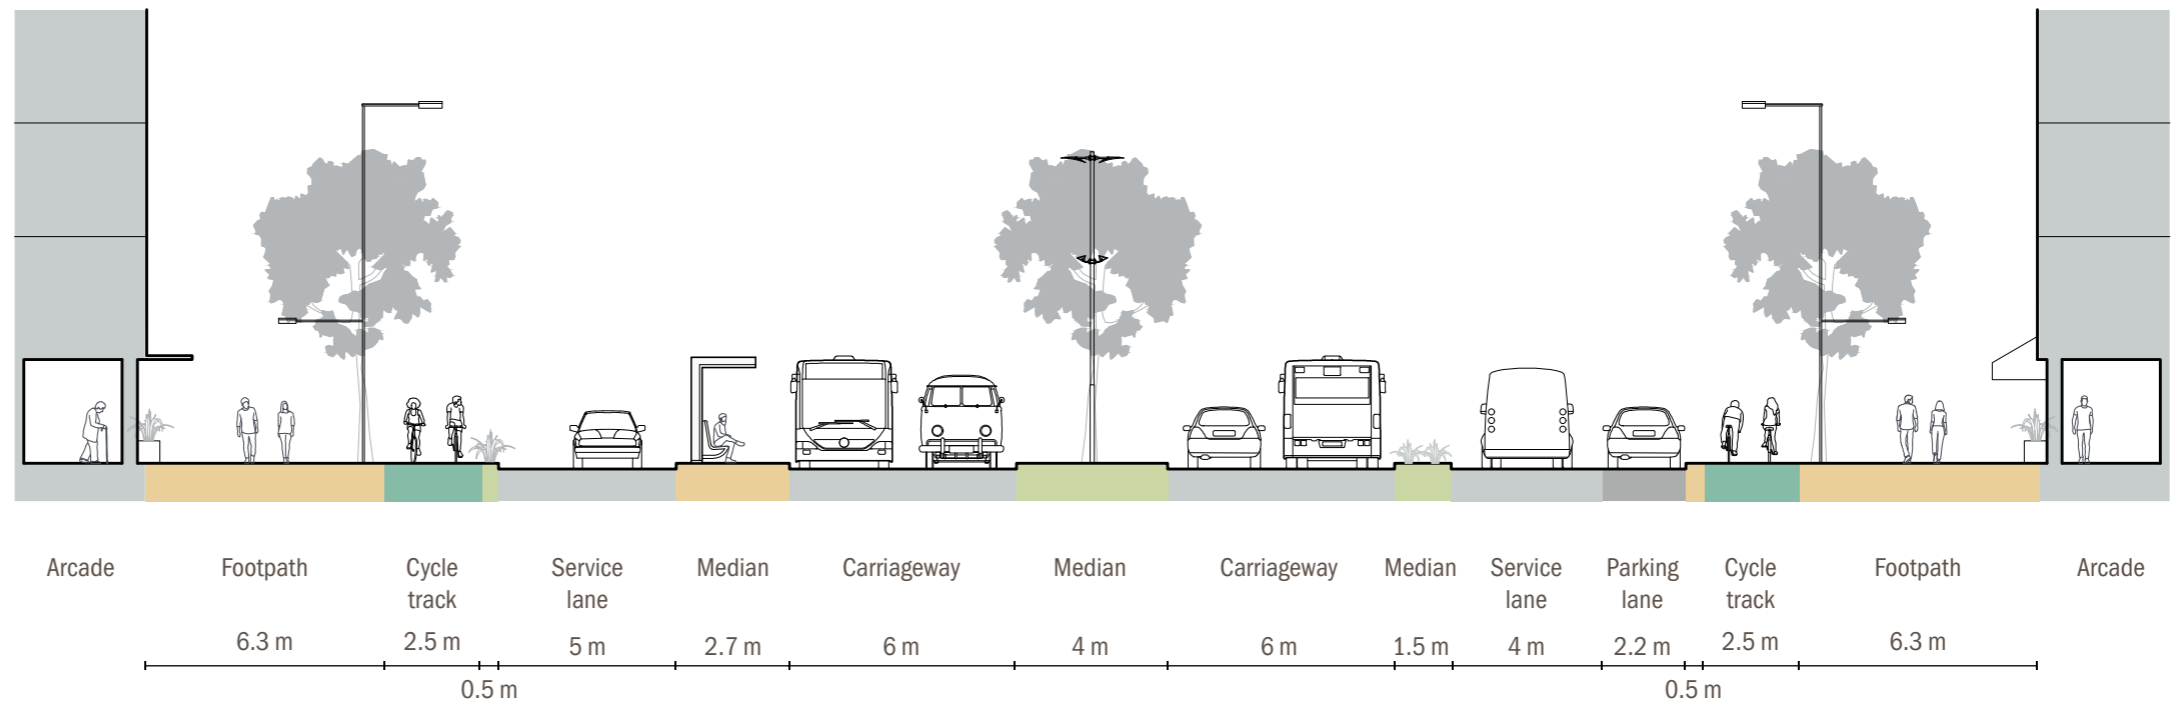 Arcade Footpath Cycle Service Median Carriageway Median Carriageway Median Service Parking Cycle Footpath Arcade
track lane lane lane track
6.3 m 2.5 m 5 m 2.7 m 6 m 4 m 6 m 1.5 m 4 m 2.2 m 2.5 m 6.3 m
0.5 m 0.5 m